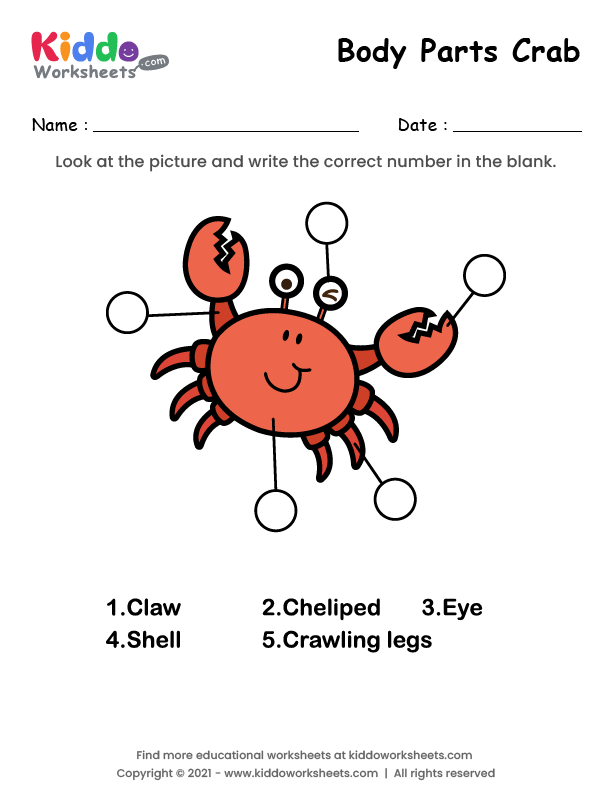 Kiddo
Worksheets.com
Body Parts Crab
Name : Date :
Look at the picture and write the correct number in the blank.
1.Claw 2.Cheliped 3.Eye
4.Shell 5.Crawling legs
Find more educational worksheets at kiddoworksheets.com
Copyright © 2021 - www.kiddoworksheets.com | All rights reserved